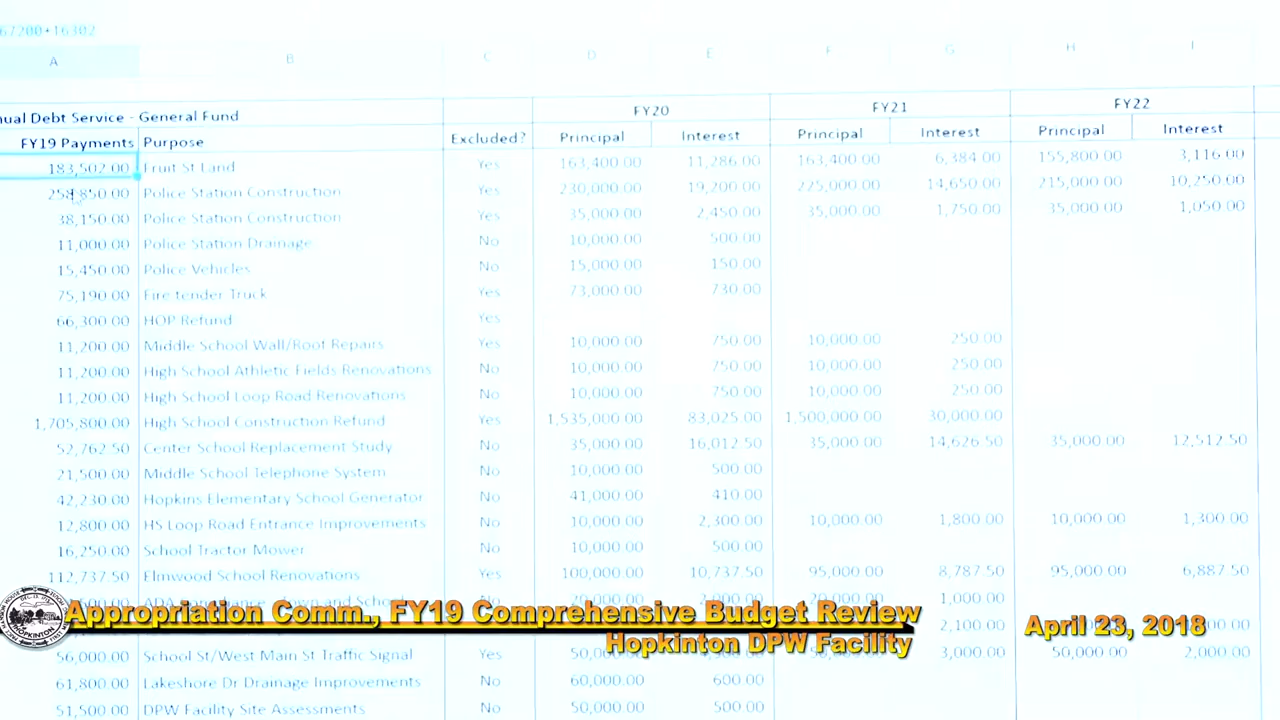 67200+16302
A B C D E F G H I
nual Debt Service - General Fund FY20 FY21 FY22
FY19 Payments Purpose Excluded? Principal Interest Principal Interest Principal Interest
183,502.00 Fruit St Land Yes 163,400.00 11,286.00 163,400.00 6,384.00 155,800.00 3,116.00
258,850.00 Police Station Construction Yes 230,000.00 19,200.00 225,000.00 14,650.00 215,000.00 10,250.00
38,150.00 Police Station Construction Yes 35,000.00 2,450.00 35,000.00 1,750.00 35,000.00 1,050.00
11,000.00 Police Station Drainage No 10,000.00 500.00
15,450.00 Police Vehicles No 15,000.00 150.00
75,190.00 Fire tender Truck Yes 73,000.00 730.00
66,300.00 HOP Refund Yes
11,200.00 Middle School Wall/Roof Repairs Yes 10,000.00 750.00 10,000.00 250.00
11,200.00 High School Athletic Fields Renovations No 10,000.00 750.00 10,000.00 250.00
11,200.00 High School Loop Road Renovations No 10,000.00 750.00 10,000.00 250.00
1,705,800.00 High School Construction Refund Yes 1,535,000.00 83,025.00 1,500,000.00 30,000.00
52,762.50 Center School Replacement Study No 35,000.00 16,012.50 35,000.00 14,626.50 35,000.00 12,512.50
21,500.00 Middle School Telephone System No 10,000.00 500.00
42,230.00 Hopkins Elementary School Generator No 41,000.00 410.00
12,800.00 HS Loop Road Entrance Improvements No 10,000.00 2,300.00 10,000.00 1,800.00 10,000.00 1,300.00
16,250.00 School Tractor Mower No 10,000.00 500.00
112,737.50 Elmwood School Renovations Yes 100,000.00 10,737.50 95,000.00 8,787.50 95,000.00 6,887.50
1,000.00
Appropriation Comm., FY19 Comprehensive Budget Review
2,100.00
April 23, 2018
Hopkinton DPW Facility
HOPKINTON
56,000.00 School St/West Main St Traffic Signal Yes 3,000.00 50,000.00 2,000.00
61,800.00 Lakeshore Dr Drainage Improvements No 60,000.00 600.00
51,500.00 DPW Facility Site Assessments No 50,000.00 500.00